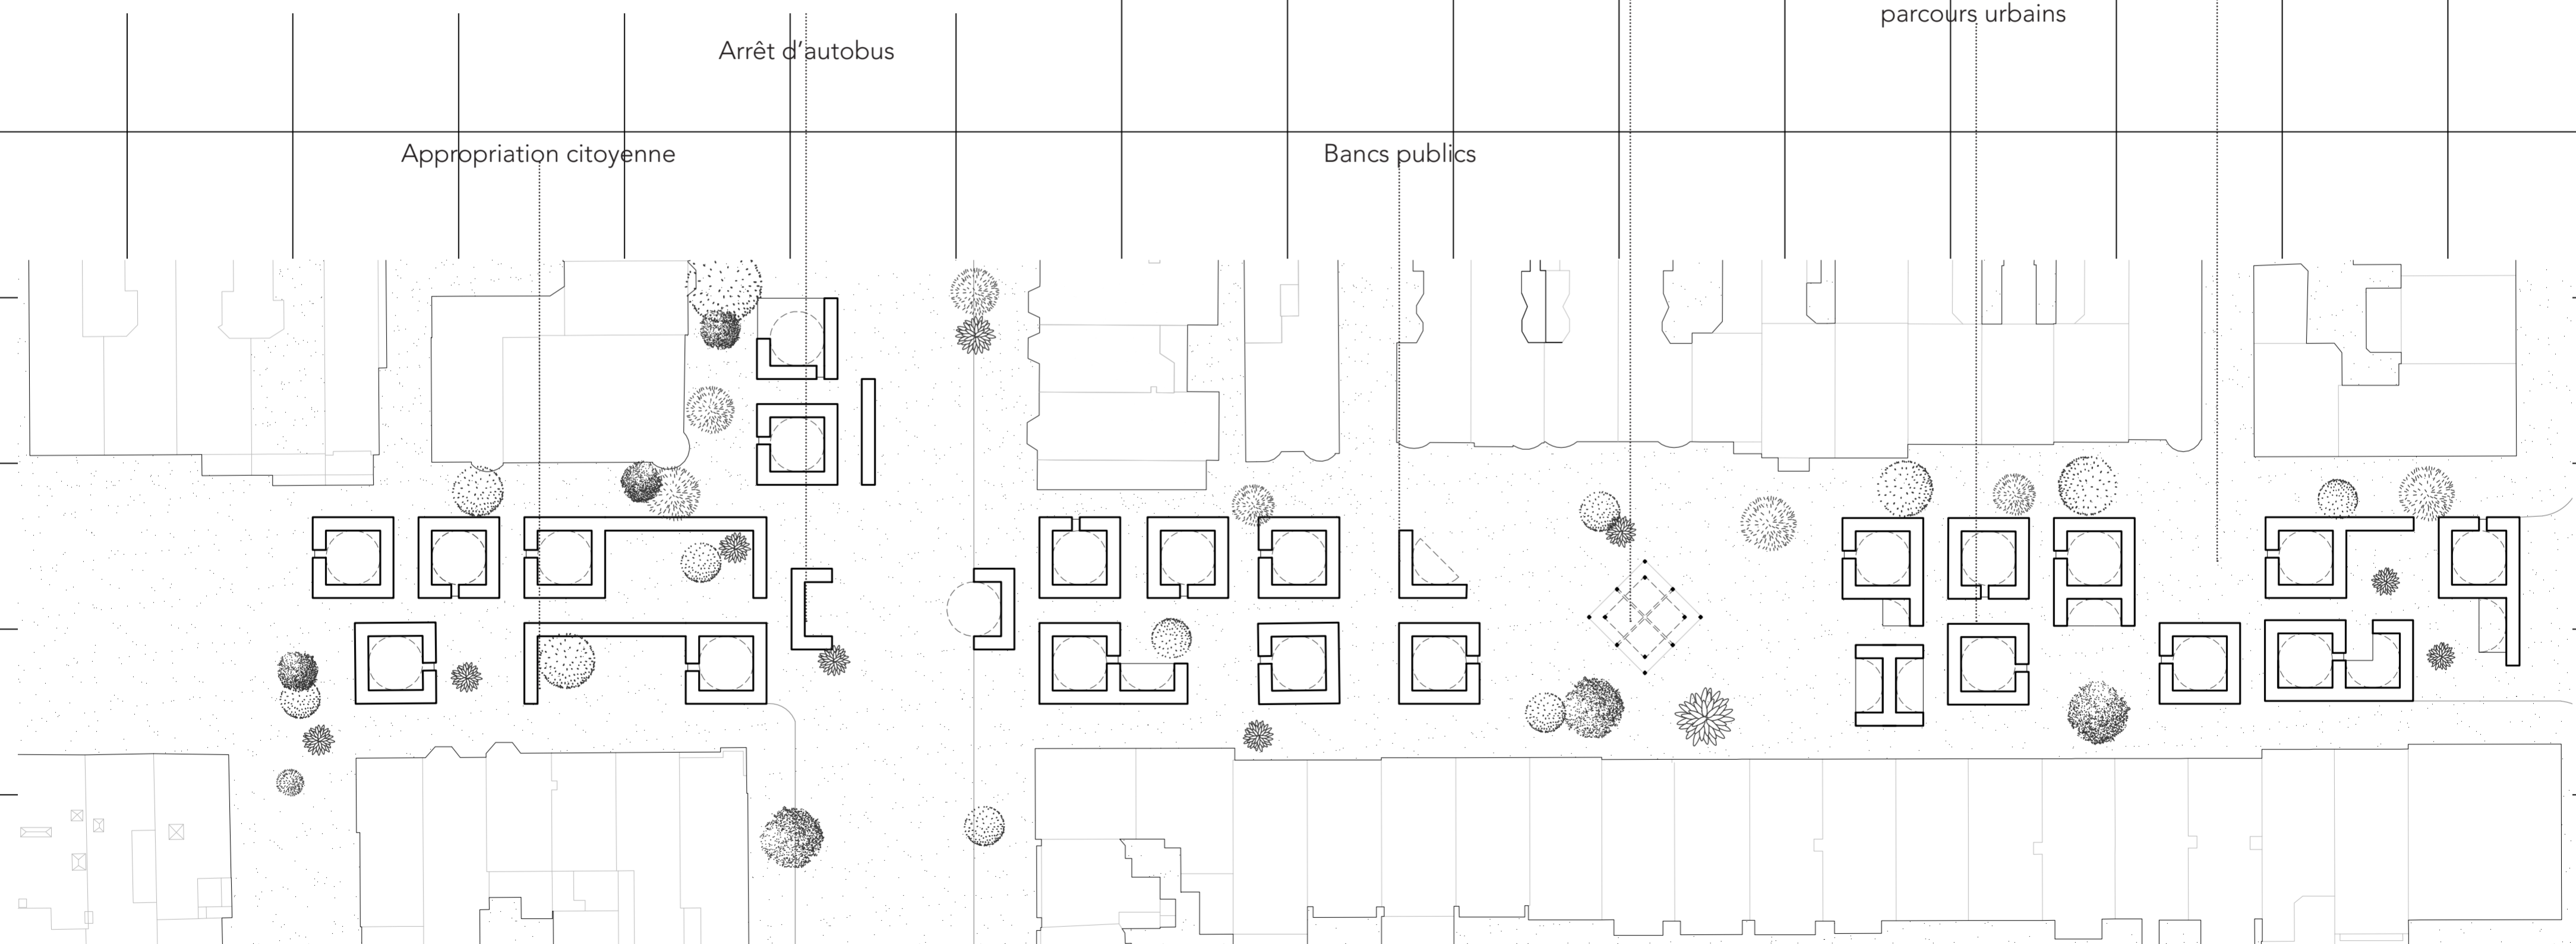 parcours urbains
Arrêt d'autobus
Appropriation citoyenne
Bancs publics